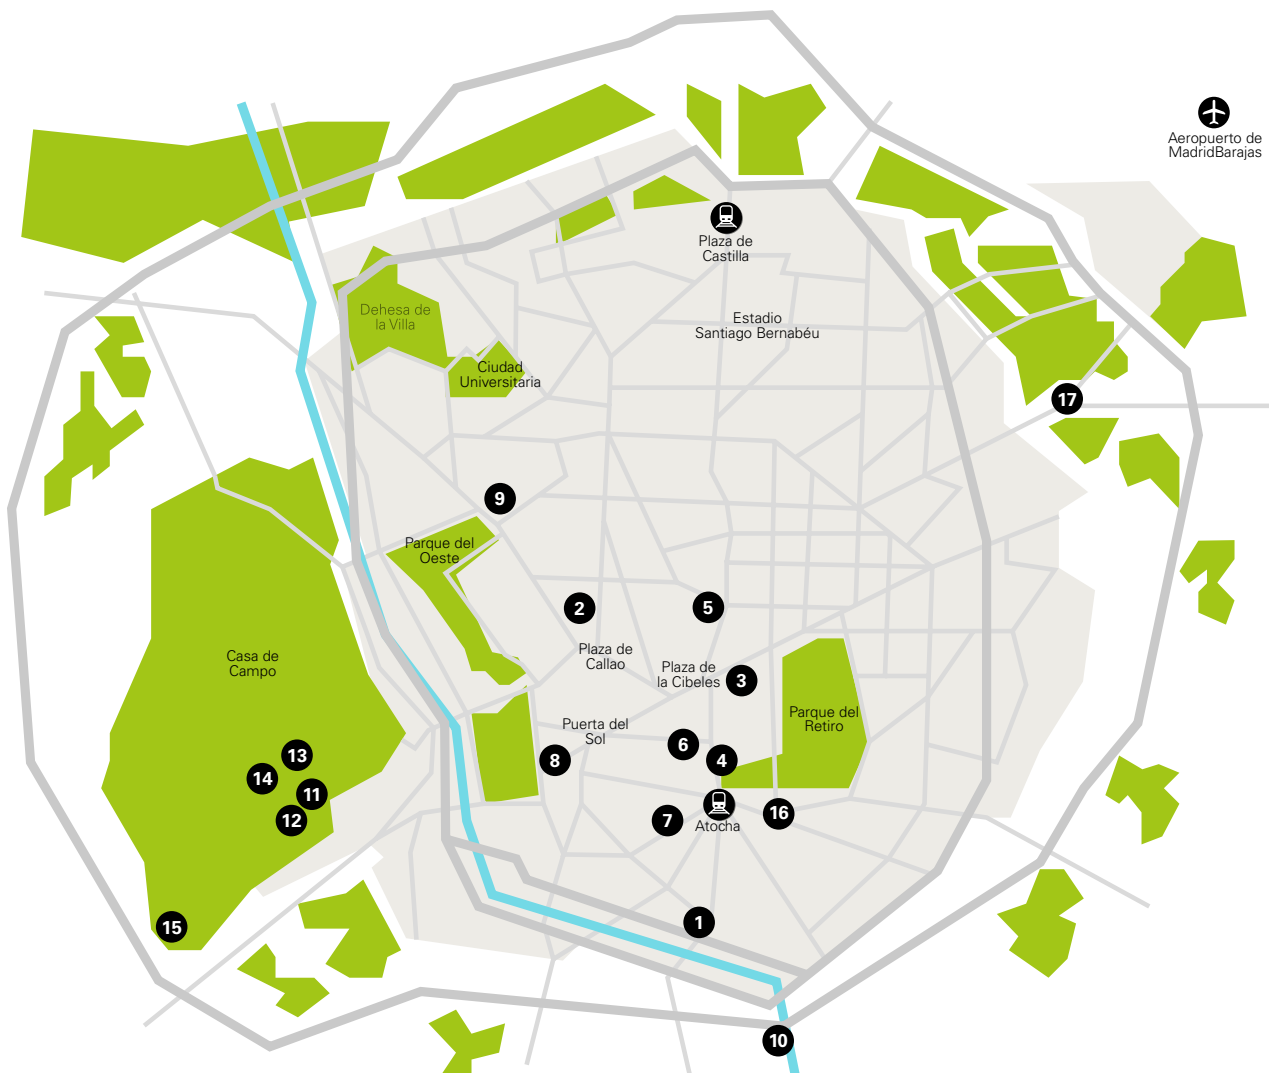 Aeropuerto de
MadridBarajas
Plaza de
Castilla
Dehesa de
la Villa
Estadio
Santiago Bernabéu
Ciudad
Universitaria
17
9
Parque del
Oeste
2
5
Plaza de
Callao
Casa de
Campo
Plaza de
la Cibeles
3
Parque del
Retiro
Puerta del
Sol
6
13
8
4
14
11
12
7
Atocha
16
1
15
10